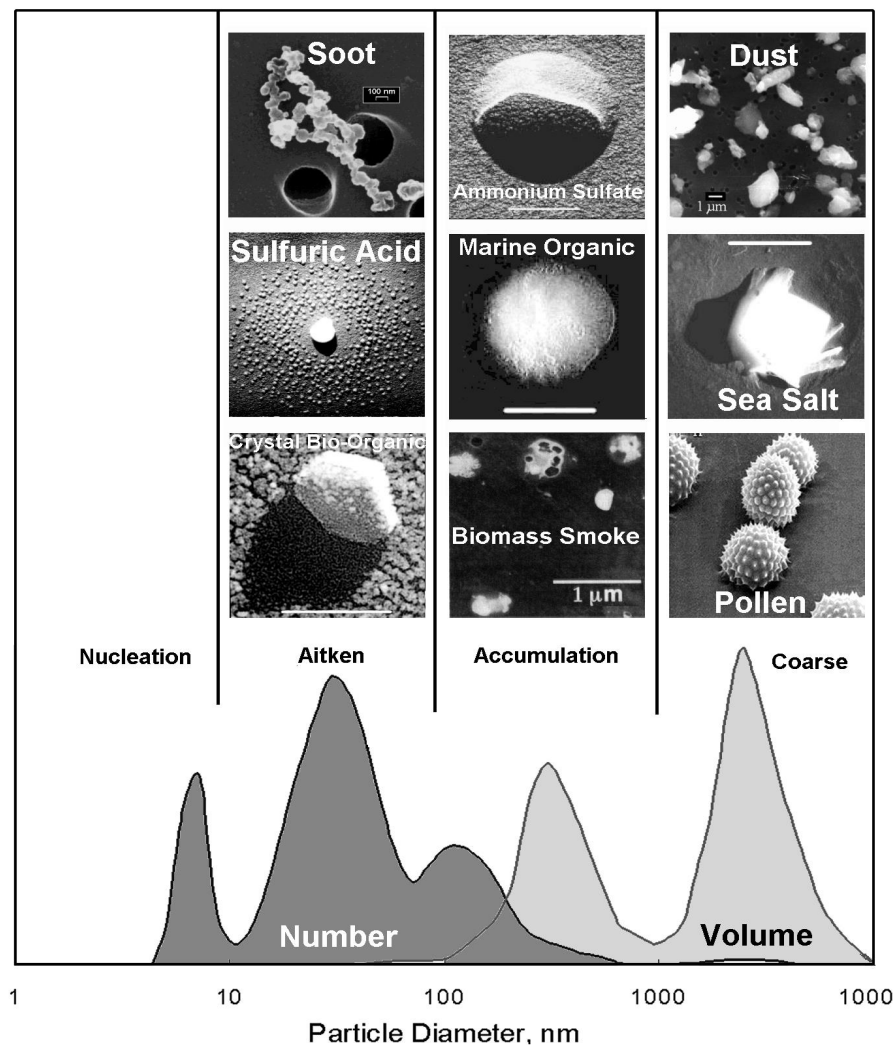 Soot
100 nm
Ammonium Sulfate
Dust
1 µm
Sulfuric Acid
Marine Organic
Sea Salt
Crystal Bio-Organic
Biomass Smoke
1 µm
Pollen
Nucleation
Aitken
Accumulation
Coarse
Number
Volume
1 10 100 1000 1000
Particle Diameter, nm